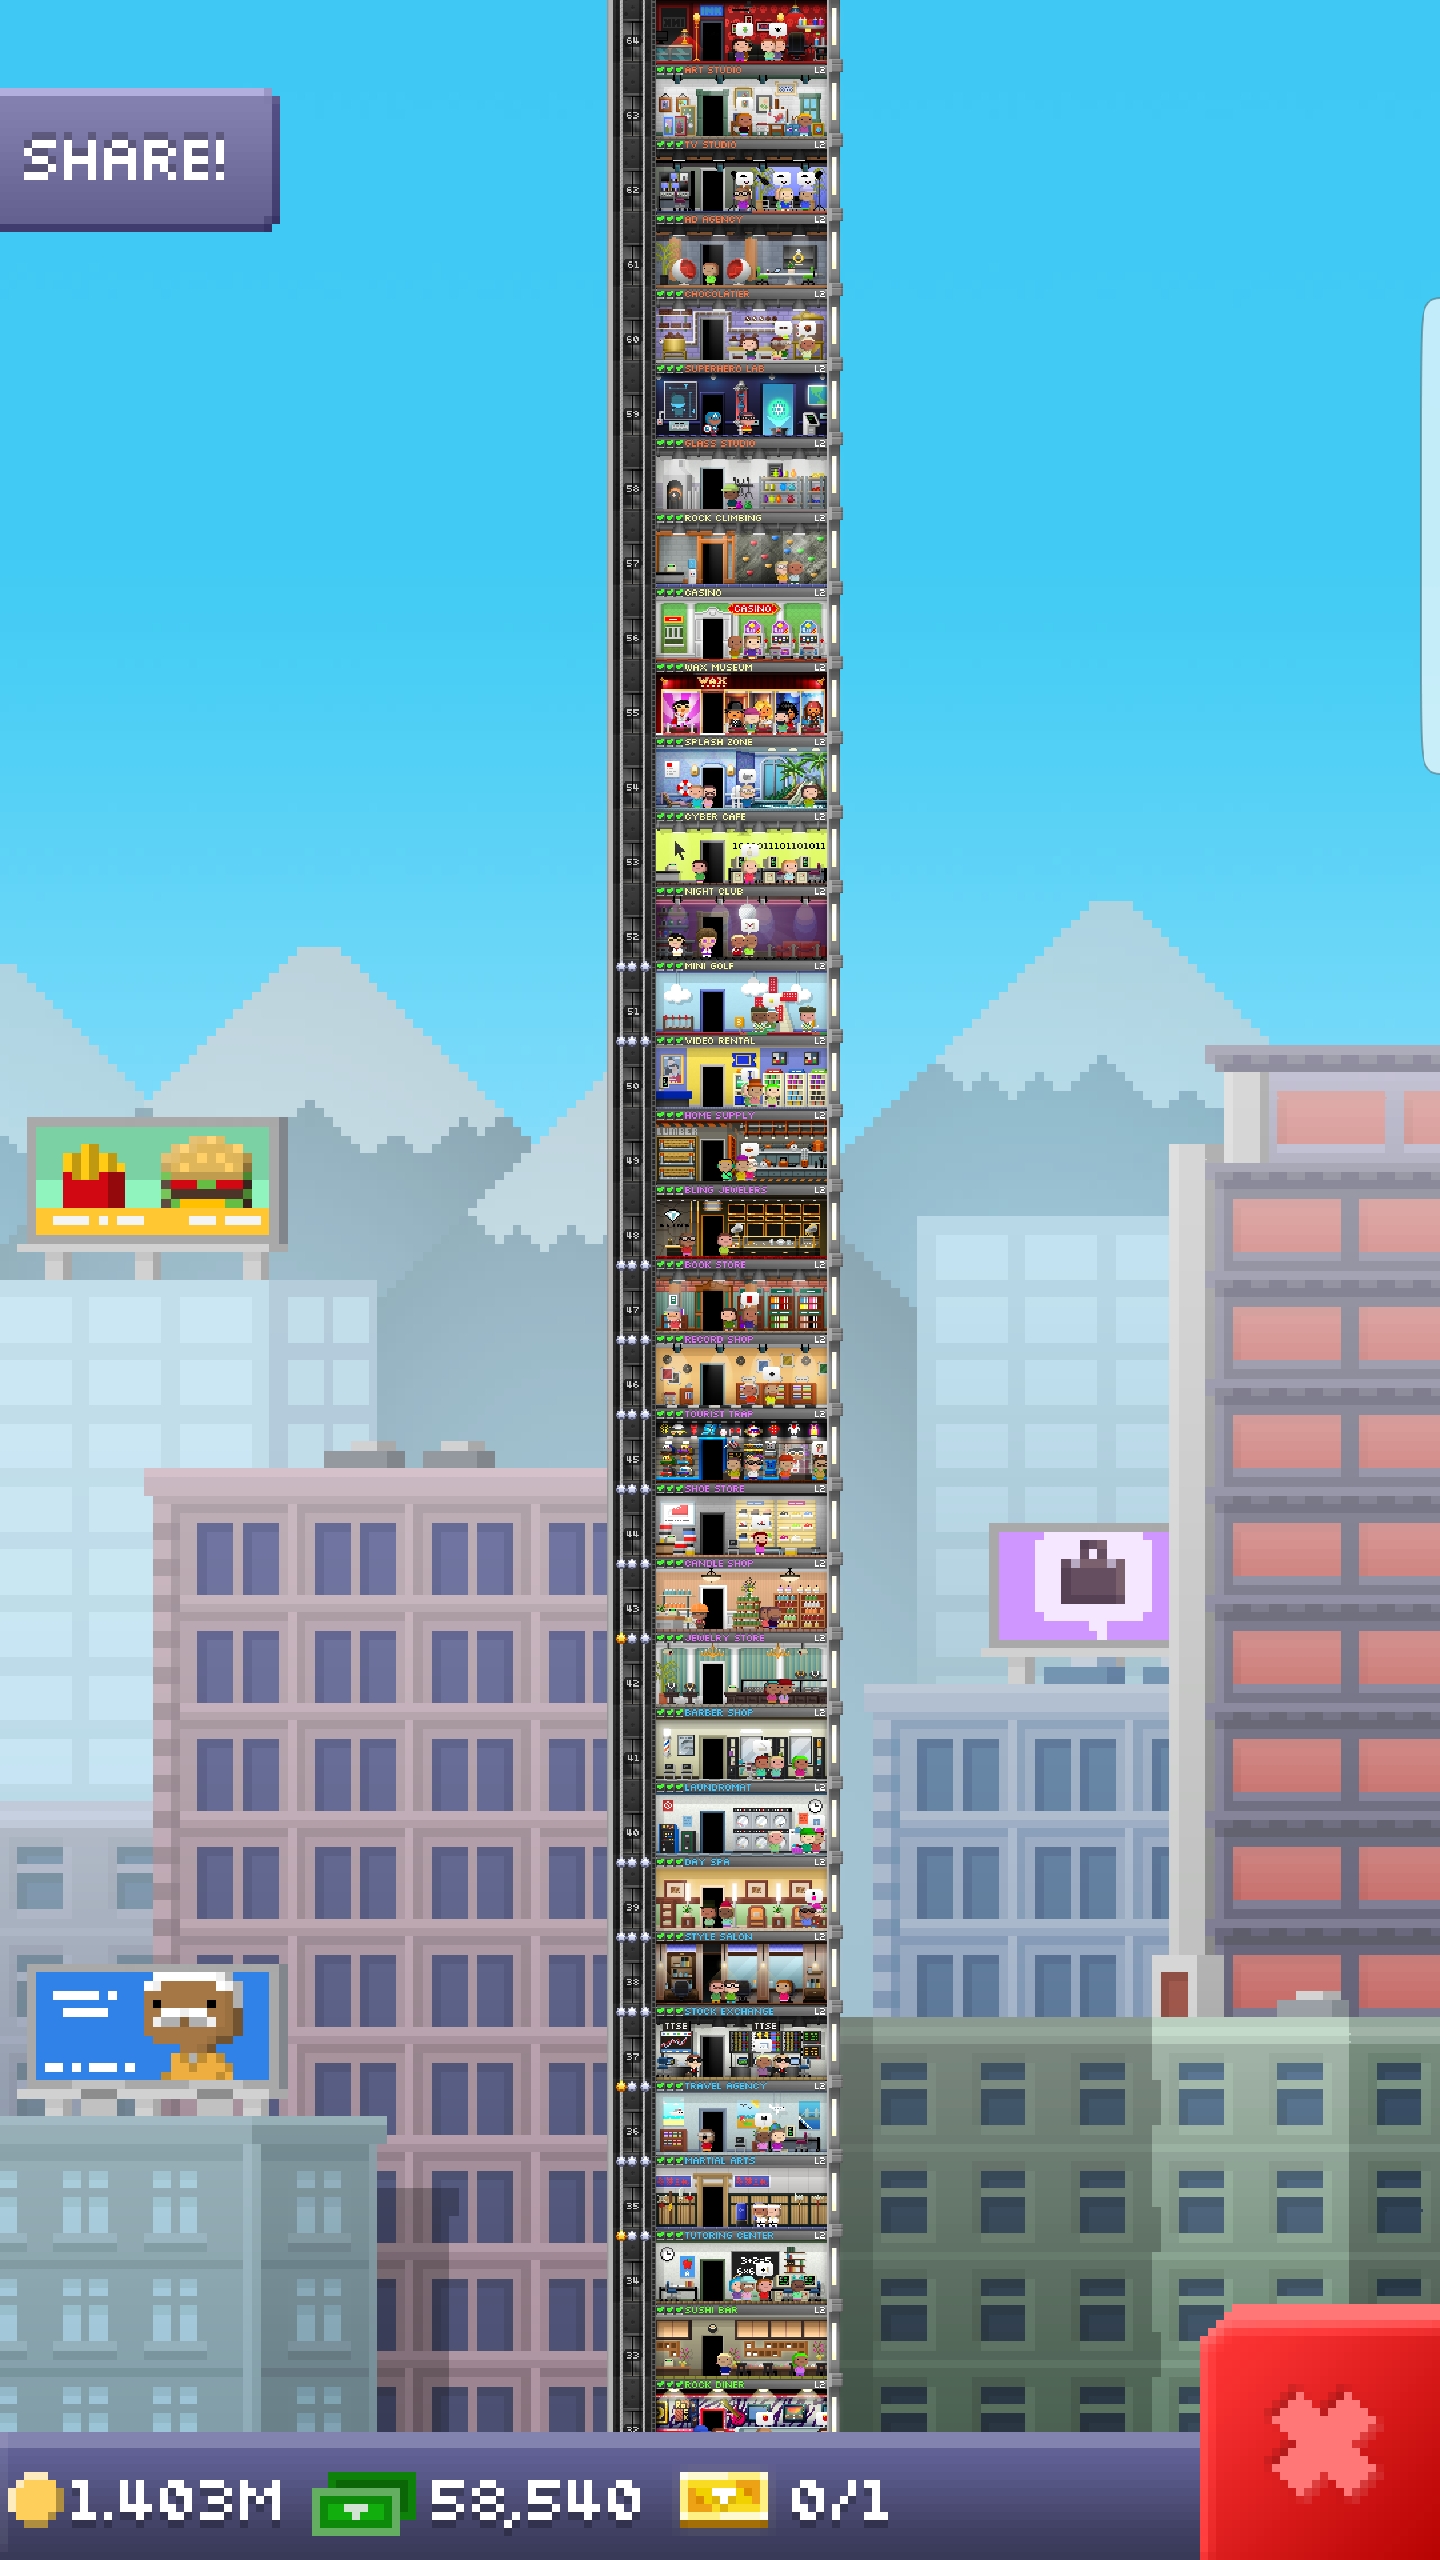 64
INK
ART STUDIO L2
SHARE!
63
TV STUDIO L2
62
AD AGENCY L2
61
CHOCOLATIER L2
60
SUPERHERO LAB L2
59
GLASS STUDIO L2
58
ROCK CLIMBING L2
57
CASINO L2
CASINO
56
WAX MUSEUM L2
WAX
55
SPLASH ZONE L2
54
CYBER CAFE L2
53
NIGHT CLUB L2
52
MINI GOLF L2
51
VIDEO RENTAL L2
50
HOME SUPPLY L2
LUMBER
49
BLING JEWELERS L2
48
BOOK STORE L2
47
RECORD SHOP L2
46
TOURIST TRAP L2
45
SHOE STORE L2
44
CANDLE SHOP L2
43
JEWELRY STORE L2
42
BARBER SHOP L2
41
LAUNDROMAT L2
40
DAY SPA L2
39
STYLE SALON L2
38
STOCK EXCHANGE L2
TTSE TTSE
37
TRAVEL AGENCY L2
36
MARTIAL ARTS L2
35
TUTORING CENTER L2
34
SUSHI BAR L2
33
ROCK DINER L2
32
1.403M 58,540 0/1